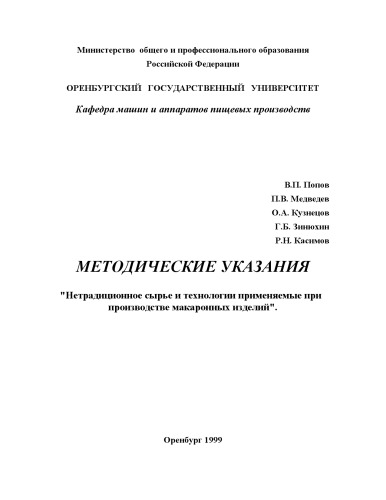 Министерство общего и профессионального образования
Российской Федерации
ОРЕНБУРГСКИЙ ГОСУДАРСТВЕННЫЙ УНИВЕРСИТЕТ
Кафедра машин и аппаратов пищевых производств
В.П. Попов
П.В. Медведев
О.А. Кузнецов
Г.Б. Зинюхин
Р.Н. Касимов
МЕТОДИЧЕСКИЕ УКАЗАНИЯ
"Нетрадиционное сырье и технологии применяемые при
производстве макаронных изделий".
Оренбург 1999